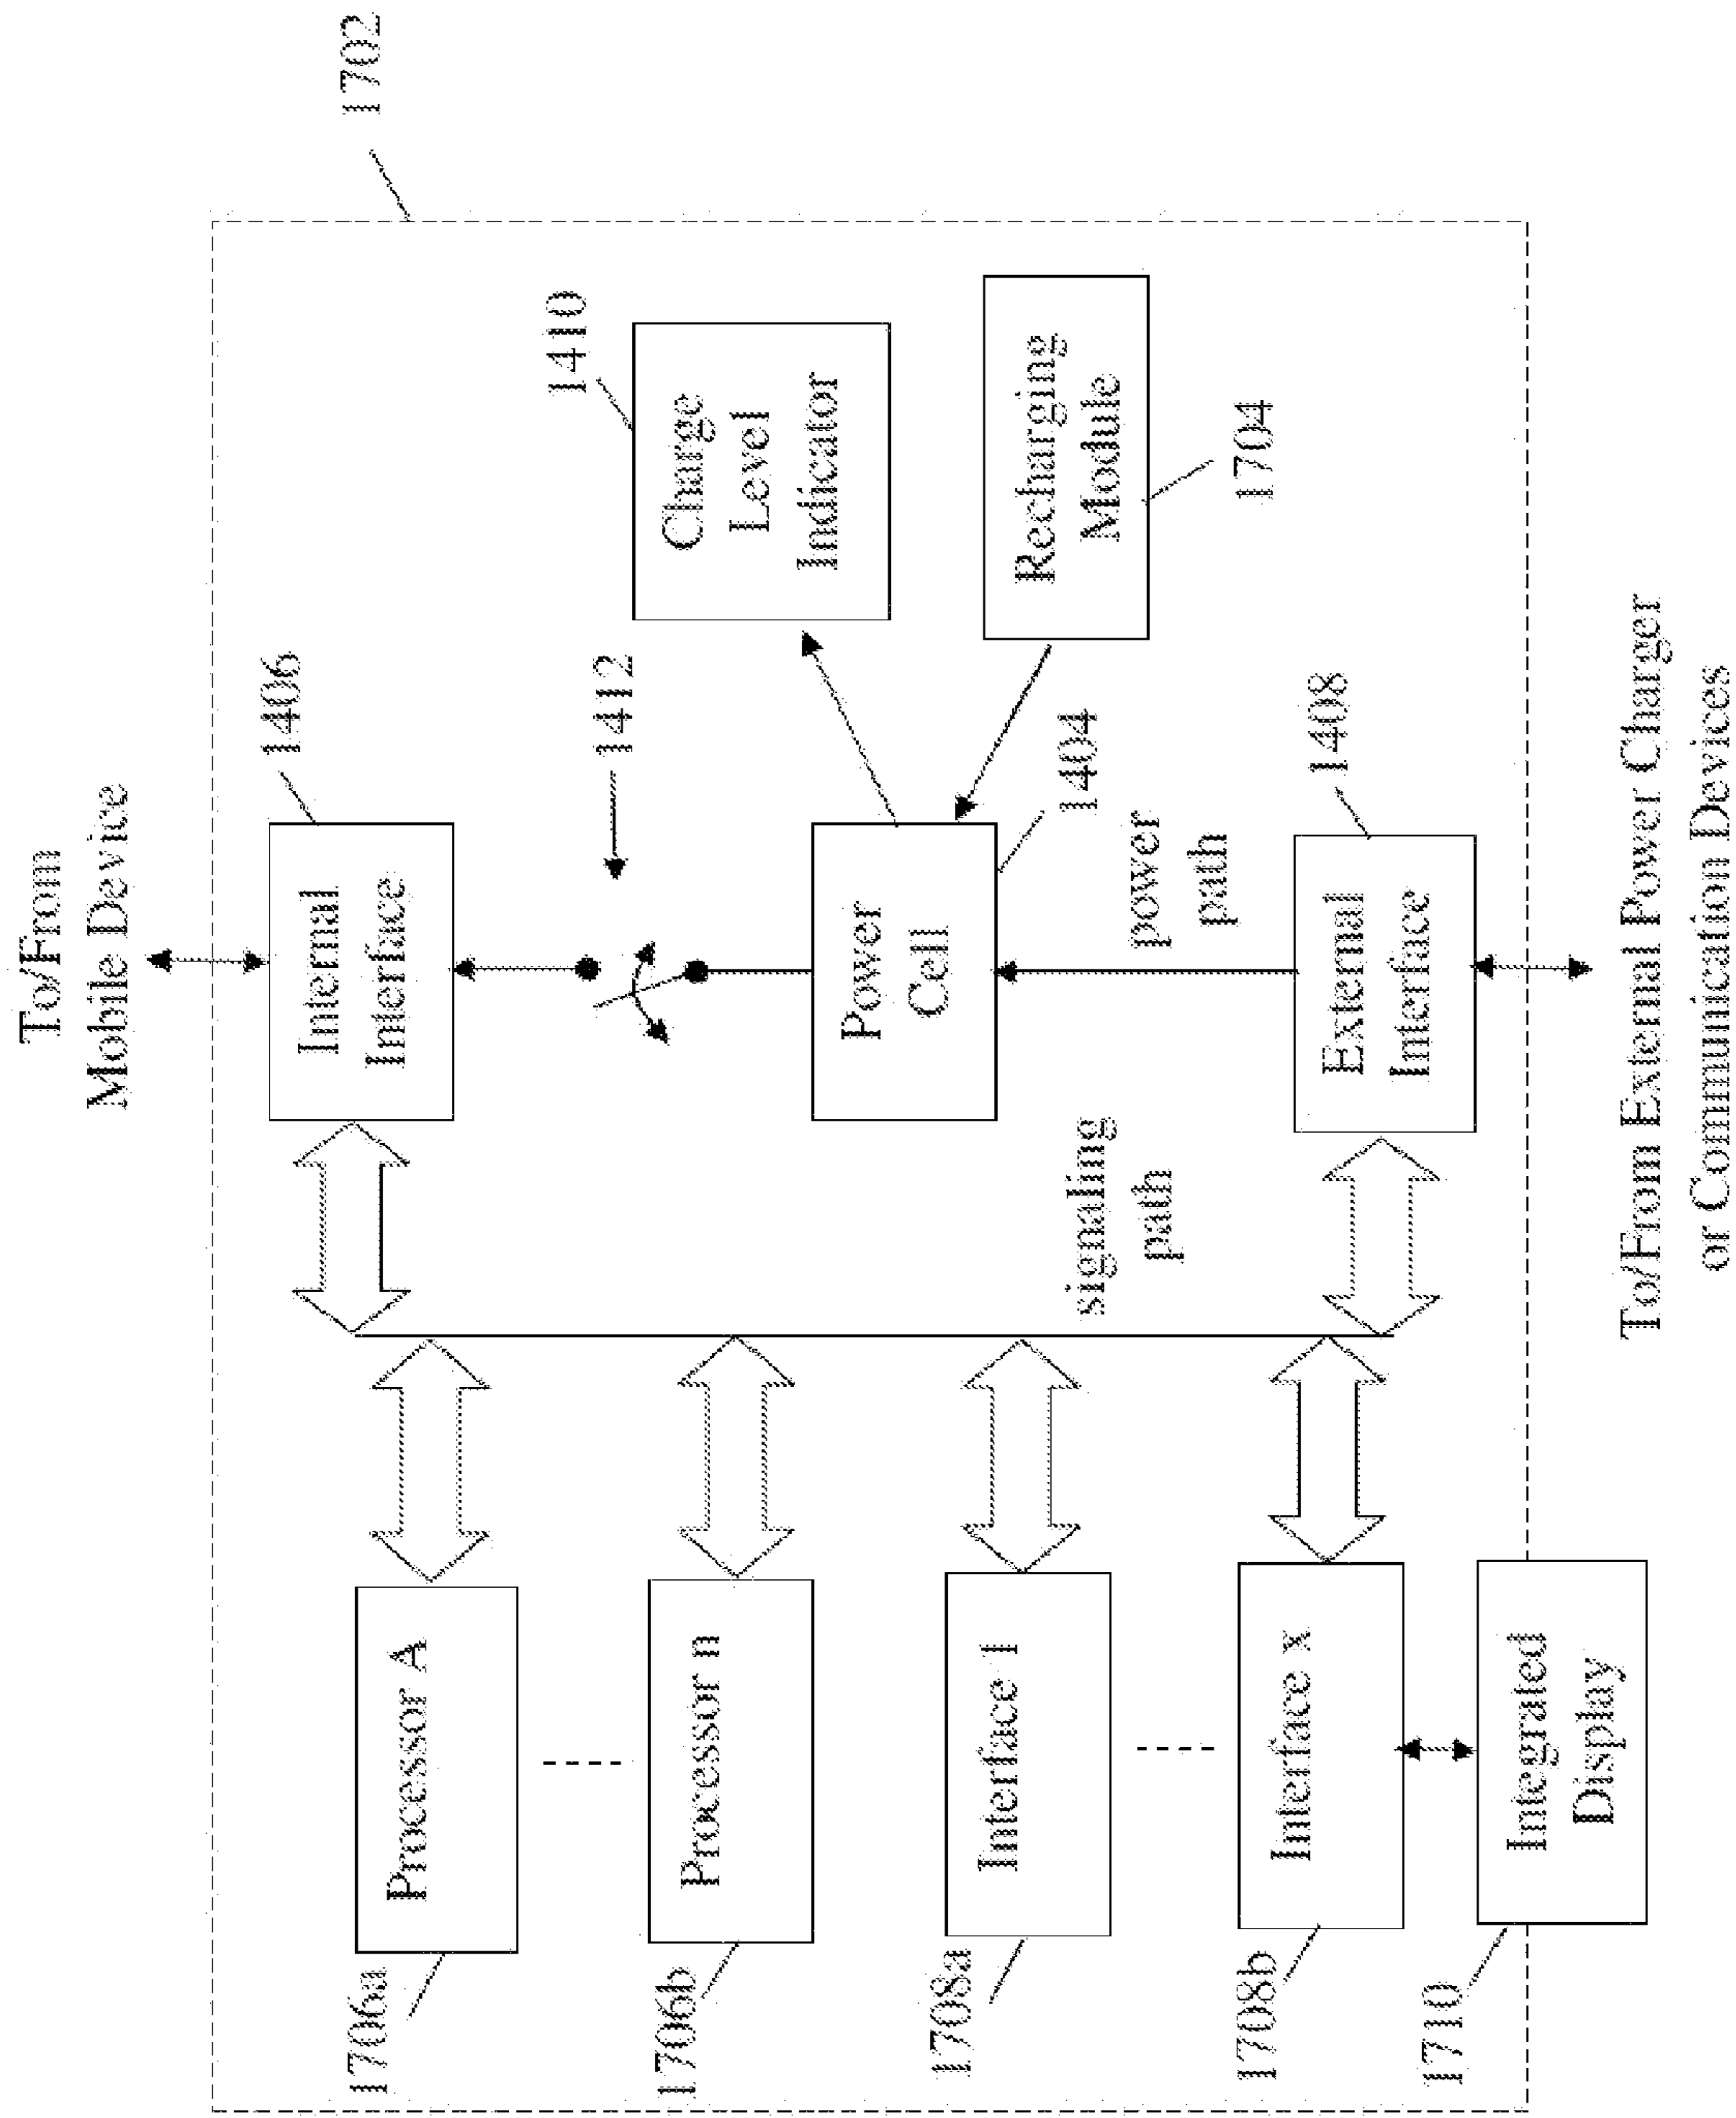 To/From
Mobile Device
1702
1406
Internal
Interface
1412
1410
Charge
Level
Indicator
Power
Cell
1404
Recharging
Module
1704
power
path
signaling
path
External
Interface
1408
To/From External Power Charger
or Communication Devices
1706a
Processor A
1706b
Processor n
1708a
Interface 1
1708b
Interface x
1710
Integrated
Display